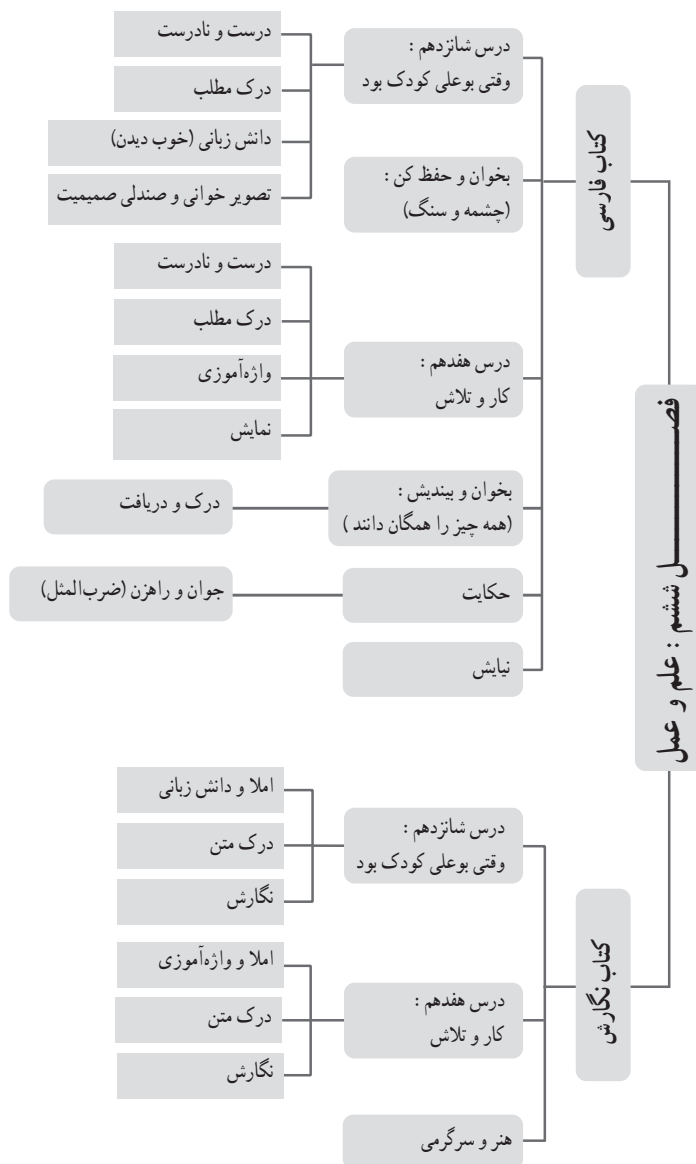 فصل ششم : علم و عمل
کتاب فارسی
درس شانزدهم :
وقتی بوعلی کودک بود
درست و نادرست
درک مطلب
دانش زبانی (خوب دیدن)
تصویر خوانی و صندلی صمیمیت
بخوان و حفظ کن :
(چشمه و سنگ)
درس هفدهم :
کار و تلاش
درست و نادرست
درک مطلب
واژه‌آموزی
نمایش
بخوان و بیندیش :
(همه چیز را همگان دانند )
درک و دریافت
حکایت
جوان و راهزن (ضرب‌المثل)
نیایش
کتاب نگارش
درس شانزدهم :
وقتی بوعلی کودک بود
املا و دانش زبانی
درک متن
نگارش
درس هفدهم :
کار و تلاش
املا و واژه‌آموزی
درک متن
نگارش
هنر و سرگرمی